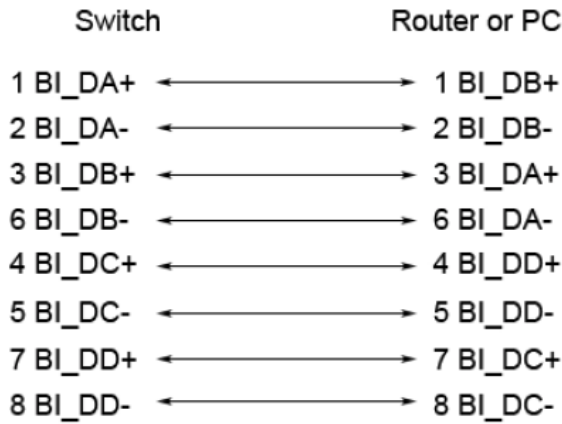 Switch Router or PC
1 BI_DA+ 1 BI_DB+
2 BI_DA- 2 BI_DB-
3 BI_DB+ 3 BI_DA+
6 BI_DB- 6 BI_DA-
4 BI_DC+ 4 BI_DD+
5 BI_DC- 5 BI_DD-
7 BI_DD+ 7 BI_DC+
8 BI_DD- 8 BI_DC-